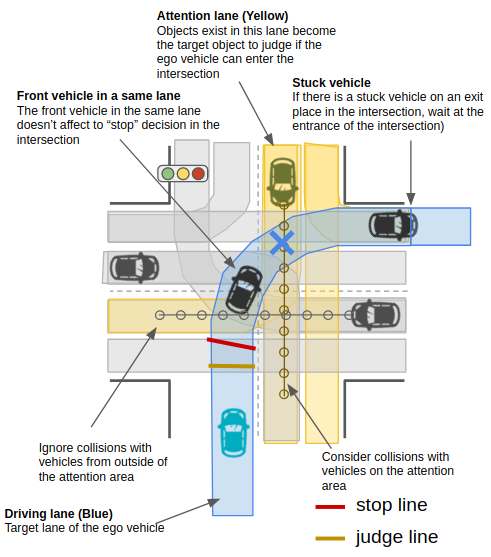 Attention lane (Yellow)
Objects exist in this lane become
the target object to judge if the
ego vehicle can enter the
intersection
Stuck vehicle
If there is a stuck vehicle on an exit
place in the intersection, wait at the
entrance of the intersection)
Front vehicle in a same lane
The front vehicle in the same lane
doesn't affect to “stop” decision in the
intersection
Ignore collisions with
vehicles from outside of
the attention area
Consider collisions with
vehicles on the attention
area
Driving lane (Blue)
Target lane of the ego vehicle
stop line
judge line